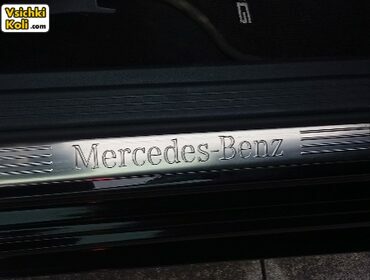 Vsichki
Koli.com
G
Mercedes-Benz